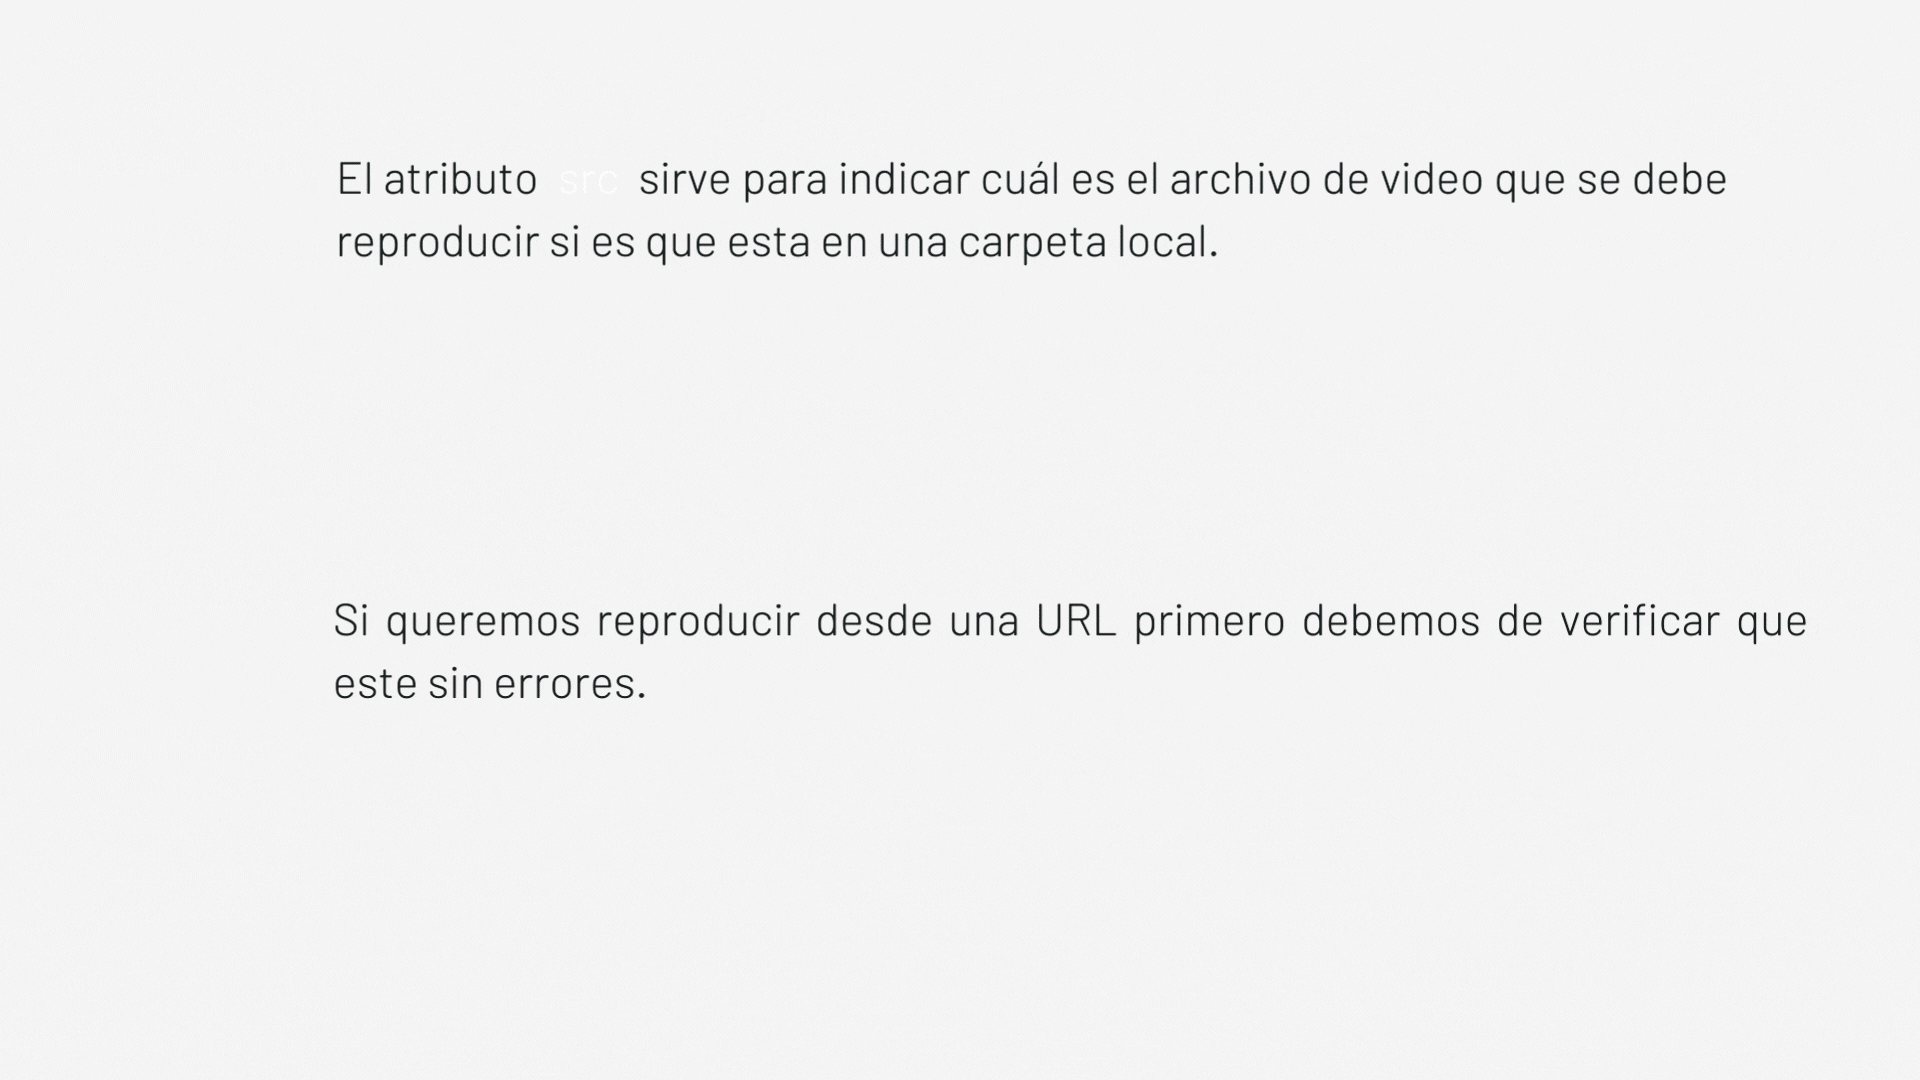 El atributo src sirve para indicar cuál es el archivo de video que se debe
reproducir si es que esta en una carpeta local.
Si queremos reproducir desde una URL primero debemos de verificar que
este sin errores.